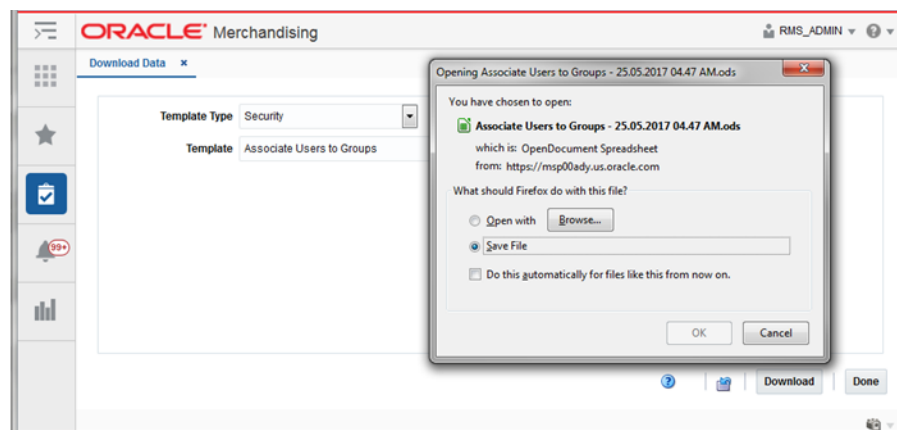 ORACLE® Merchandising
RMS_ADMIN
Download Data ×
Template Type Security
Template Associate Users to Groups
99+
Opening Associate Users to Groups - 25.05.2017 04.47 AM.ods
You have chosen to open:
Associate Users to Groups - 25.05.2017 04.47 AM.ods
which is: OpenDocument Spreadsheet
from: https://msp00ady.us.oracle.com
What should Firefox do with this file?
Open with Browse...
Save File
Do this automatically for files like this from now on.
OK Cancel
Download Done